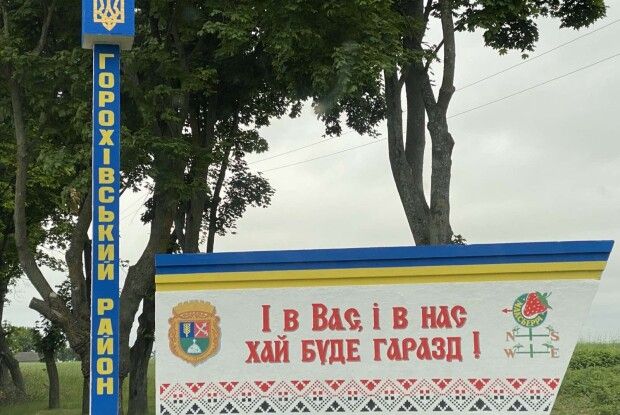 ГОРОХІВСЬКИЙ РАЙОН
І В ВАС, І В НАС
ХАЙ БУДЕ ГАРАЗД !
N S
W E